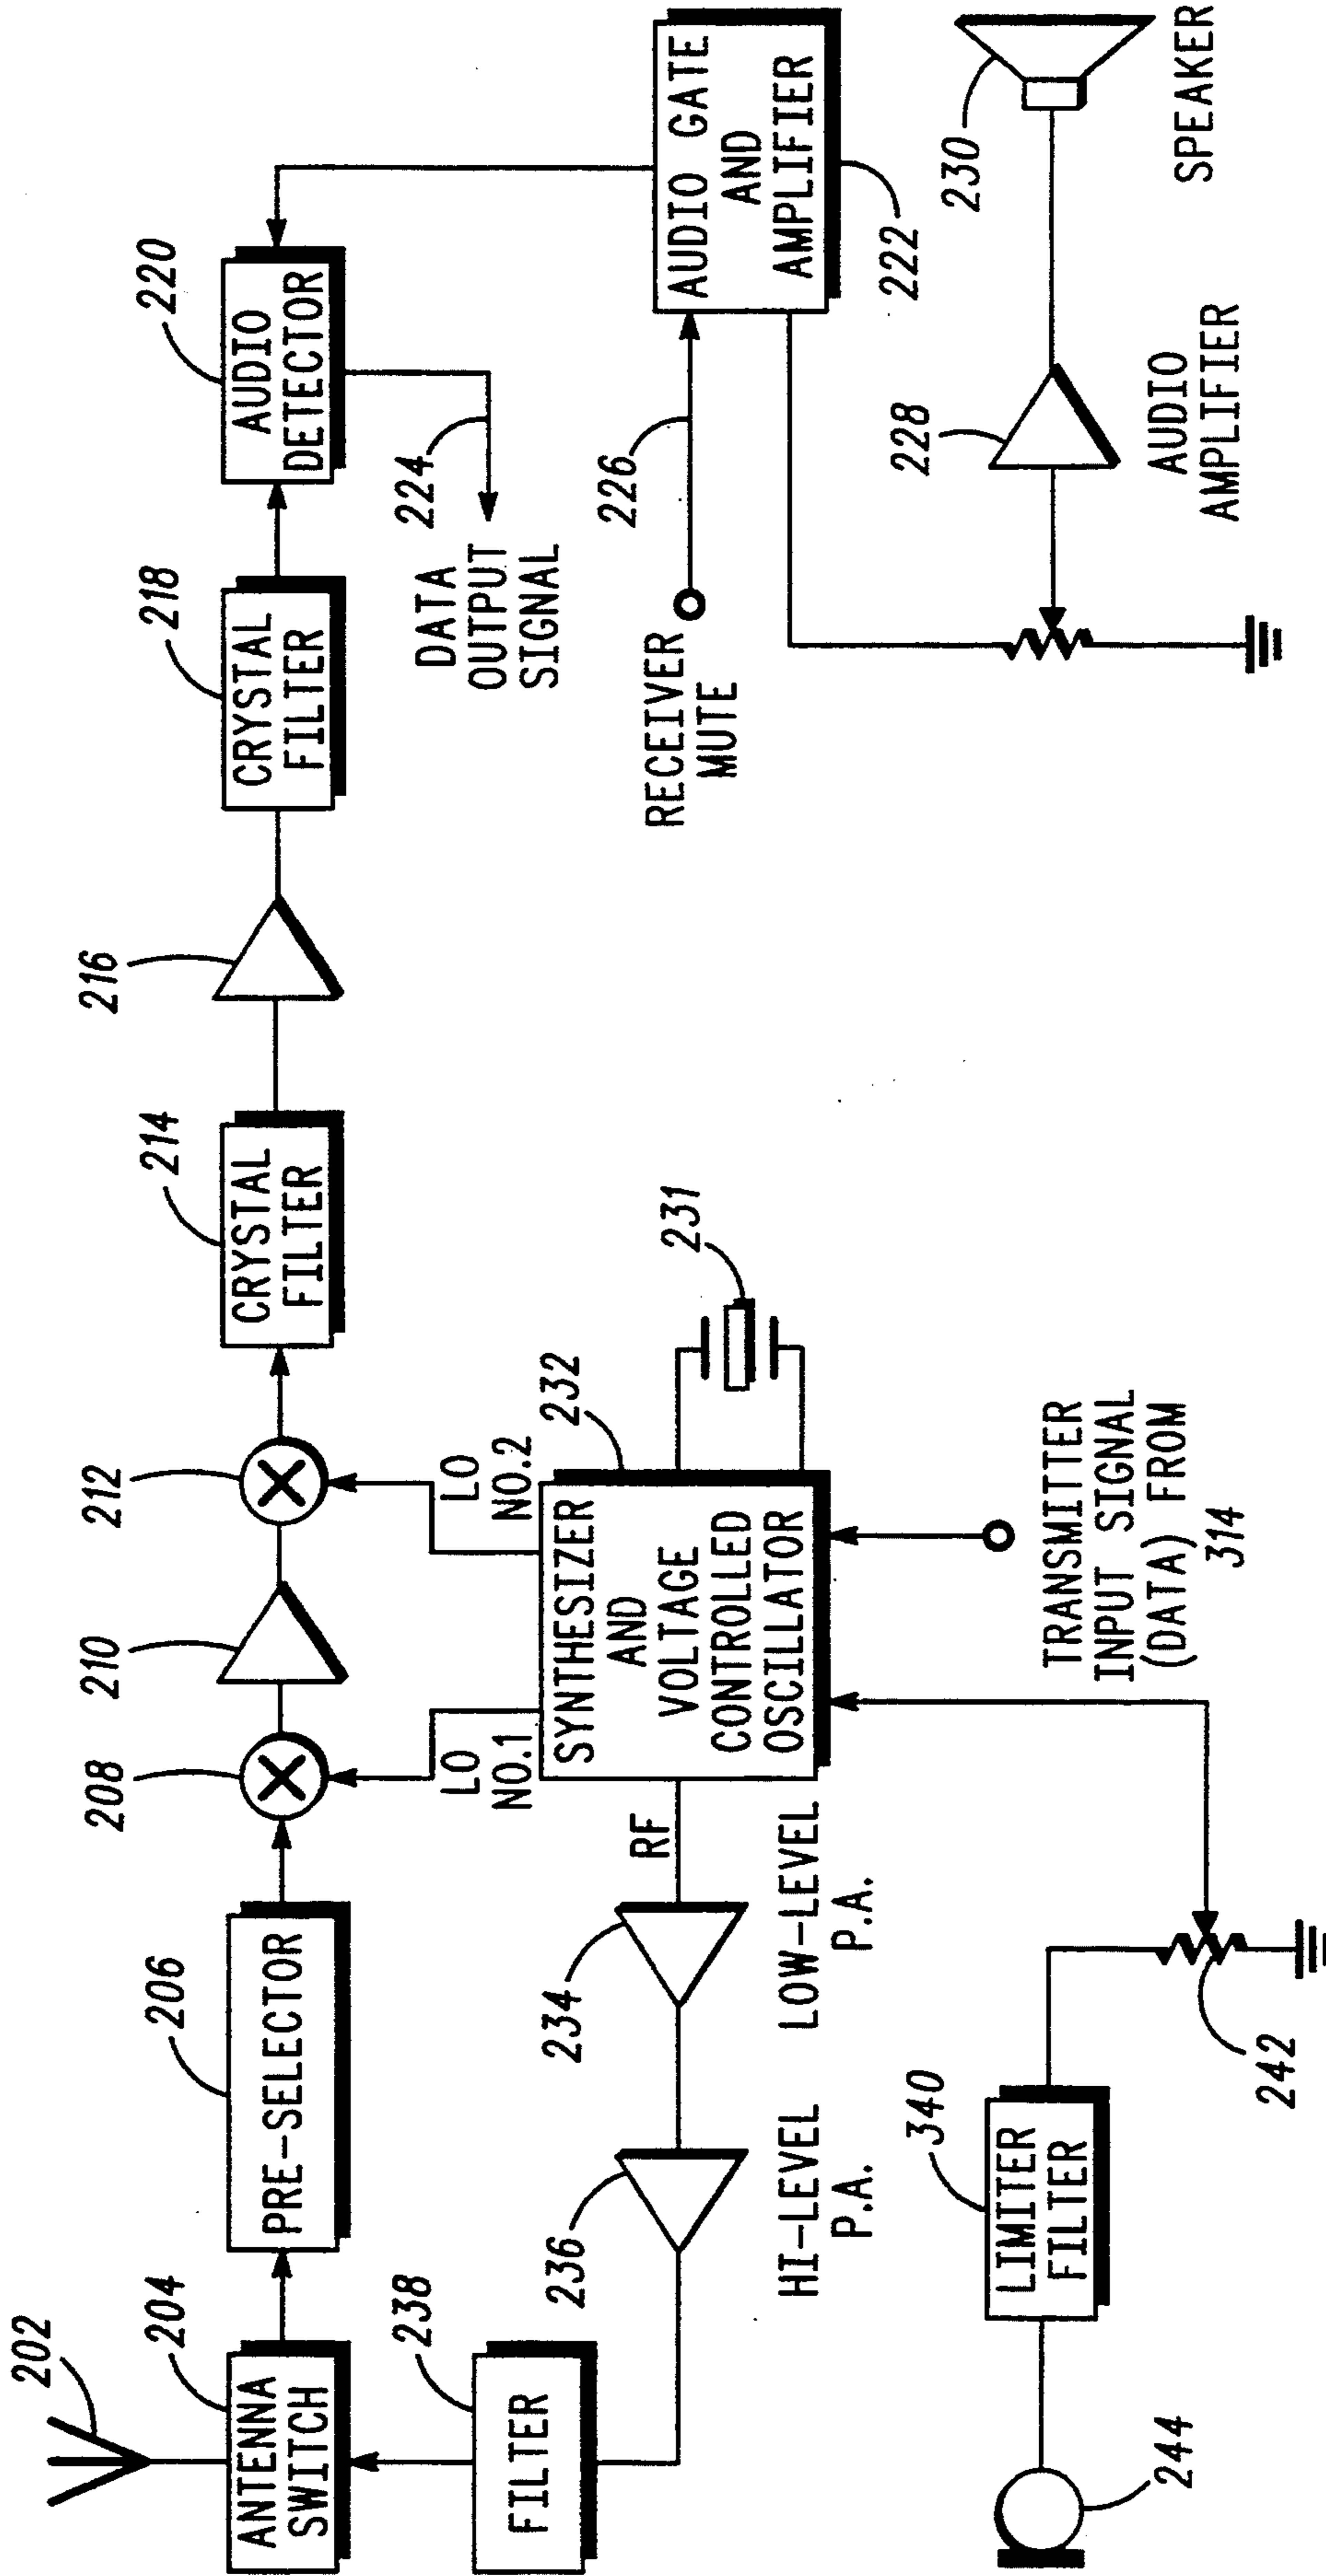 202
204
ANTENNA
SWITCH
206
PRE-SELECTOR
208
210
212
214
CRYSTAL
FILTER
216
218
CRYSTAL
FILTER
220
AUDIO
DETECTOR
224
DATA
OUTPUT
SIGNAL
LO
NO.1
LO
NO.2
238
FILTER
236
HI-LEVEL
P.A.
234
LOW-LEVEL
P.A.
RF
232
SYNTHESIZER
AND
VOLTAGE
CONTROLLED
OSCILLATOR
231
RECEIVER
MUTE
226
AUDIO GATE
AND
AMPLIFIER
222
244
340
LIMITER
FILTER
242
TRANSMITTER
INPUT SIGNAL
(DATA) FROM
314
228
AUDIO
AMPLIFIER
230
SPEAKER